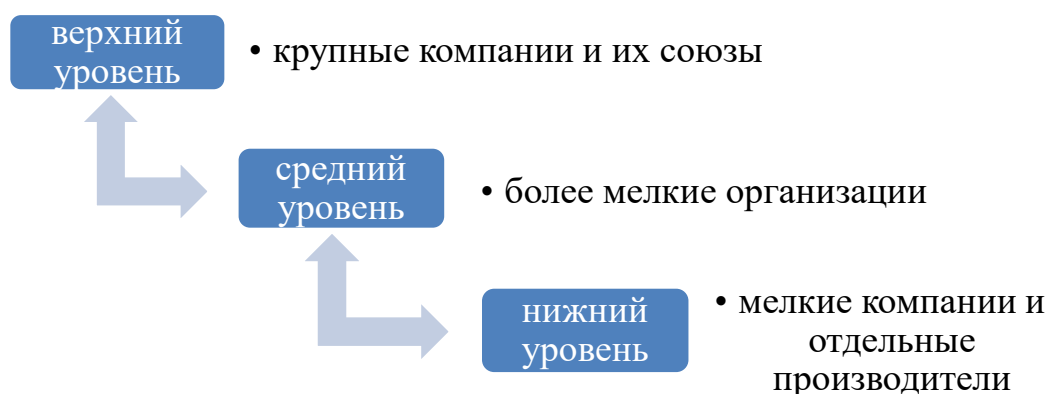 верхний
уровень
• крупные компании и их союзы
средний
уровень
• более мелкие организации
нижний
уровень
• мелкие компании и
отдельные
производители